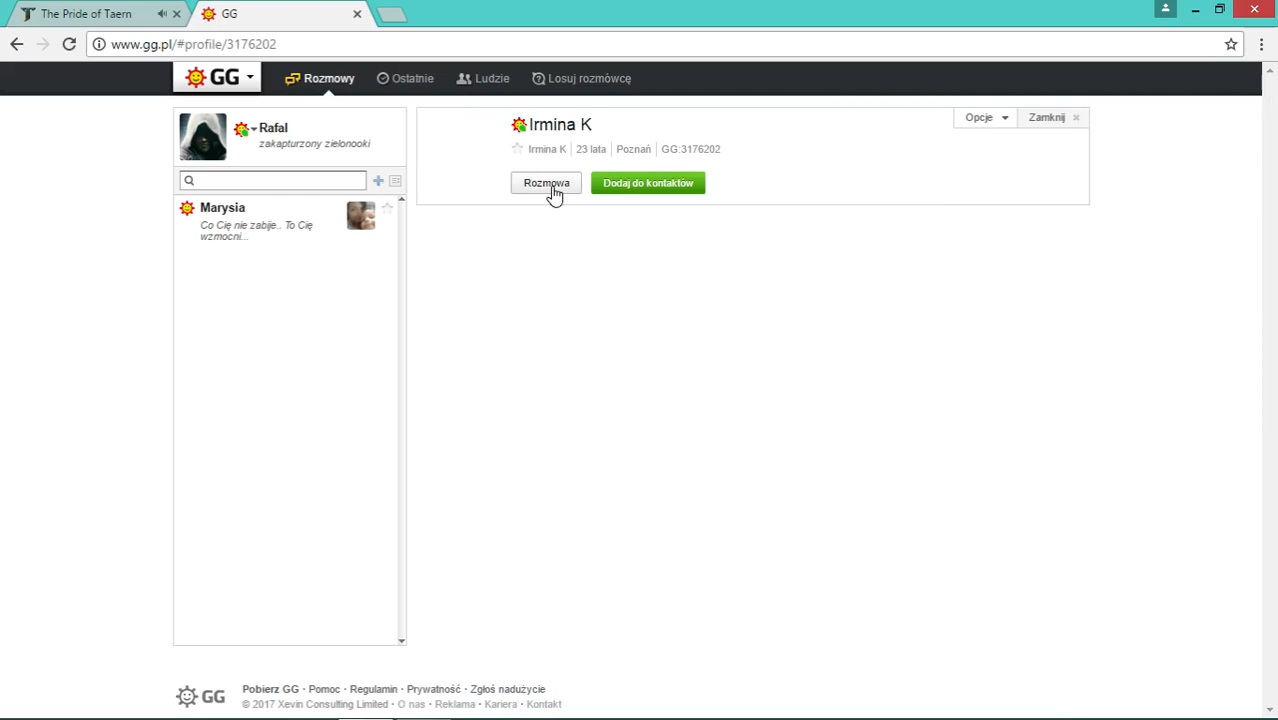 The Pride of Taern
GG
www.gg.pl/#profile/3176202
GG
Rozmowy
Ostatnie
Ludzie
Losuj rozmówcę
Rafal
zakapturzony zielonooki
Marysia
Co Cię nie zabije.. To Cię
wzmocni...
Irmina K
Opcje
Zamknij
Irmina K
23 lata
Poznań
GG:3176202
Rozmowa
Dodaj do kontaktów
GG
Pobierz GG · Pomoc · Regulamin · Prywatność · Zgłoś nadużycie
© 2017 Xevin Consulting Limited · O nas · Reklama · Kariera · Kontakt